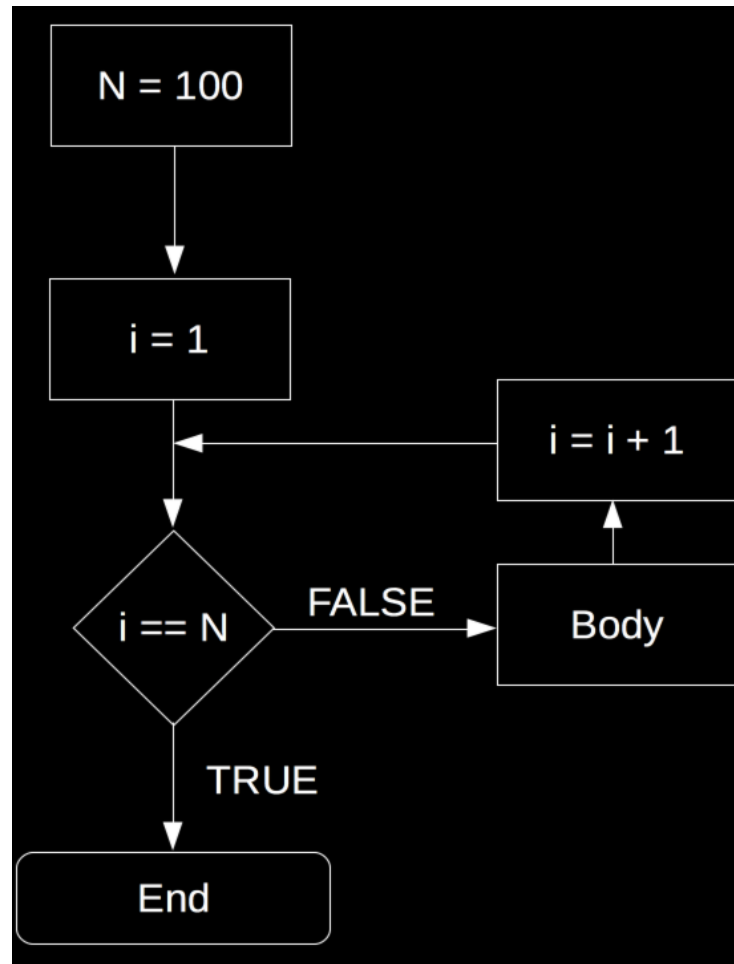 N = 100
i = 1
i = i + 1
i == N
FALSE
Body
TRUE
End